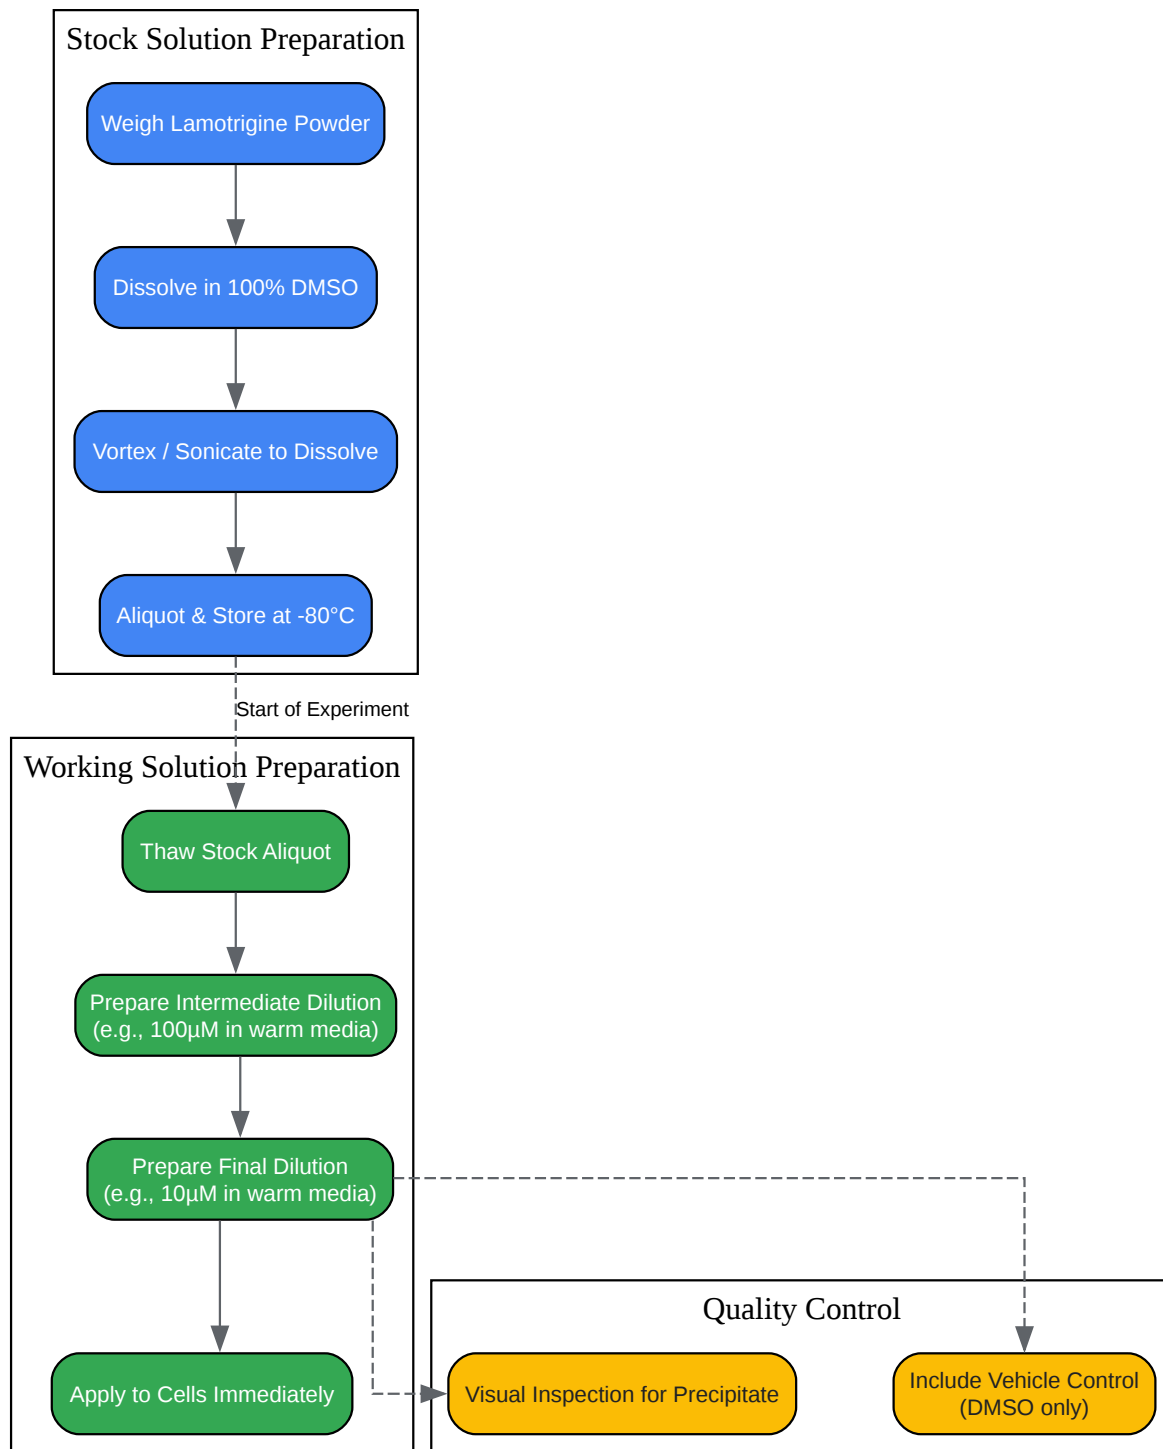 Stock Solution Preparation
Weigh Lamotrigine Powder
Dissolve in 100% DMSO
Vortex / Sonicate to Dissolve
Aliquot & Store at -80°C
Start of Experiment
Working Solution Preparation
Thaw Stock Aliquot
Prepare Intermediate Dilution
(e.g., 100µM in warm media)
Prepare Final Dilution
(e.g., 10µM in warm media)
Apply to Cells Immediately
Quality Control
Visual Inspection for Precipitate
Include Vehicle Control
(DMSO only)